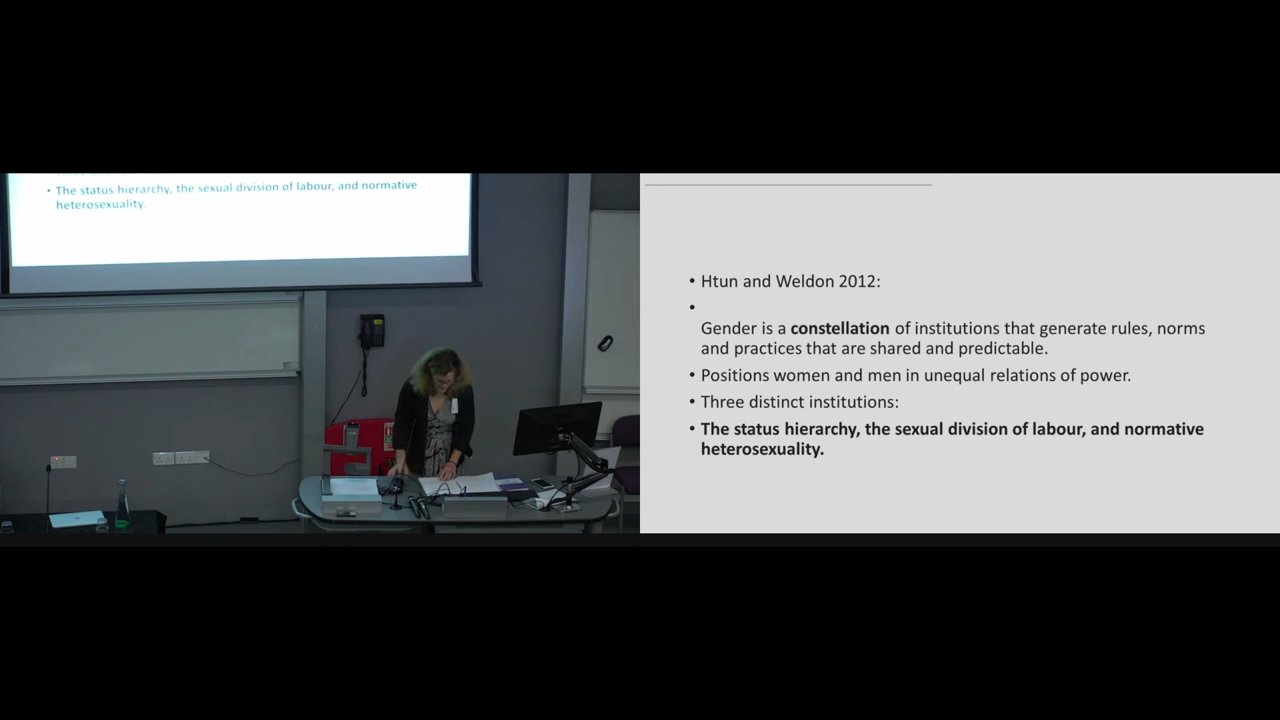 • The status hierarchy, the sexual division of labour, and normative
heterosexuality.
• Htun and Weldon 2012:
•
Gender is a constellation of institutions that generate rules, norms
and practices that are shared and predictable.
• Positions women and men in unequal relations of power.
• Three distinct institutions:
• The status hierarchy, the sexual division of labour, and normative
heterosexuality.